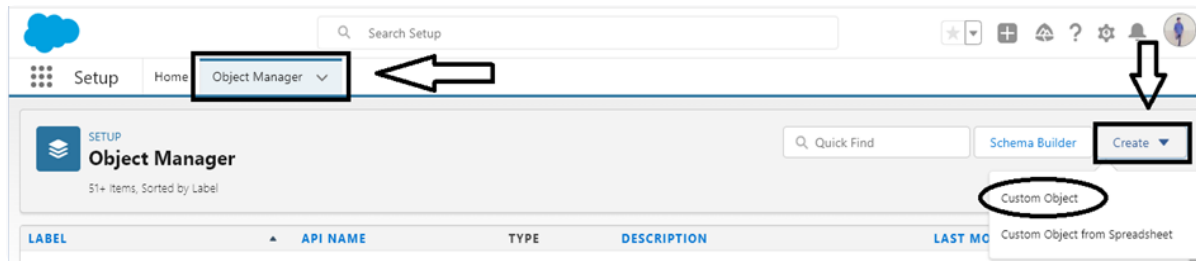 Search Setup
Setup Home Object Manager
SETUP
Object Manager
51+ Items, Sorted by Label
Quick Find
Schema Builder
Create
Custom Object
Custom Object from Spreadsheet
LABEL API NAME TYPE DESCRIPTION LAST MO